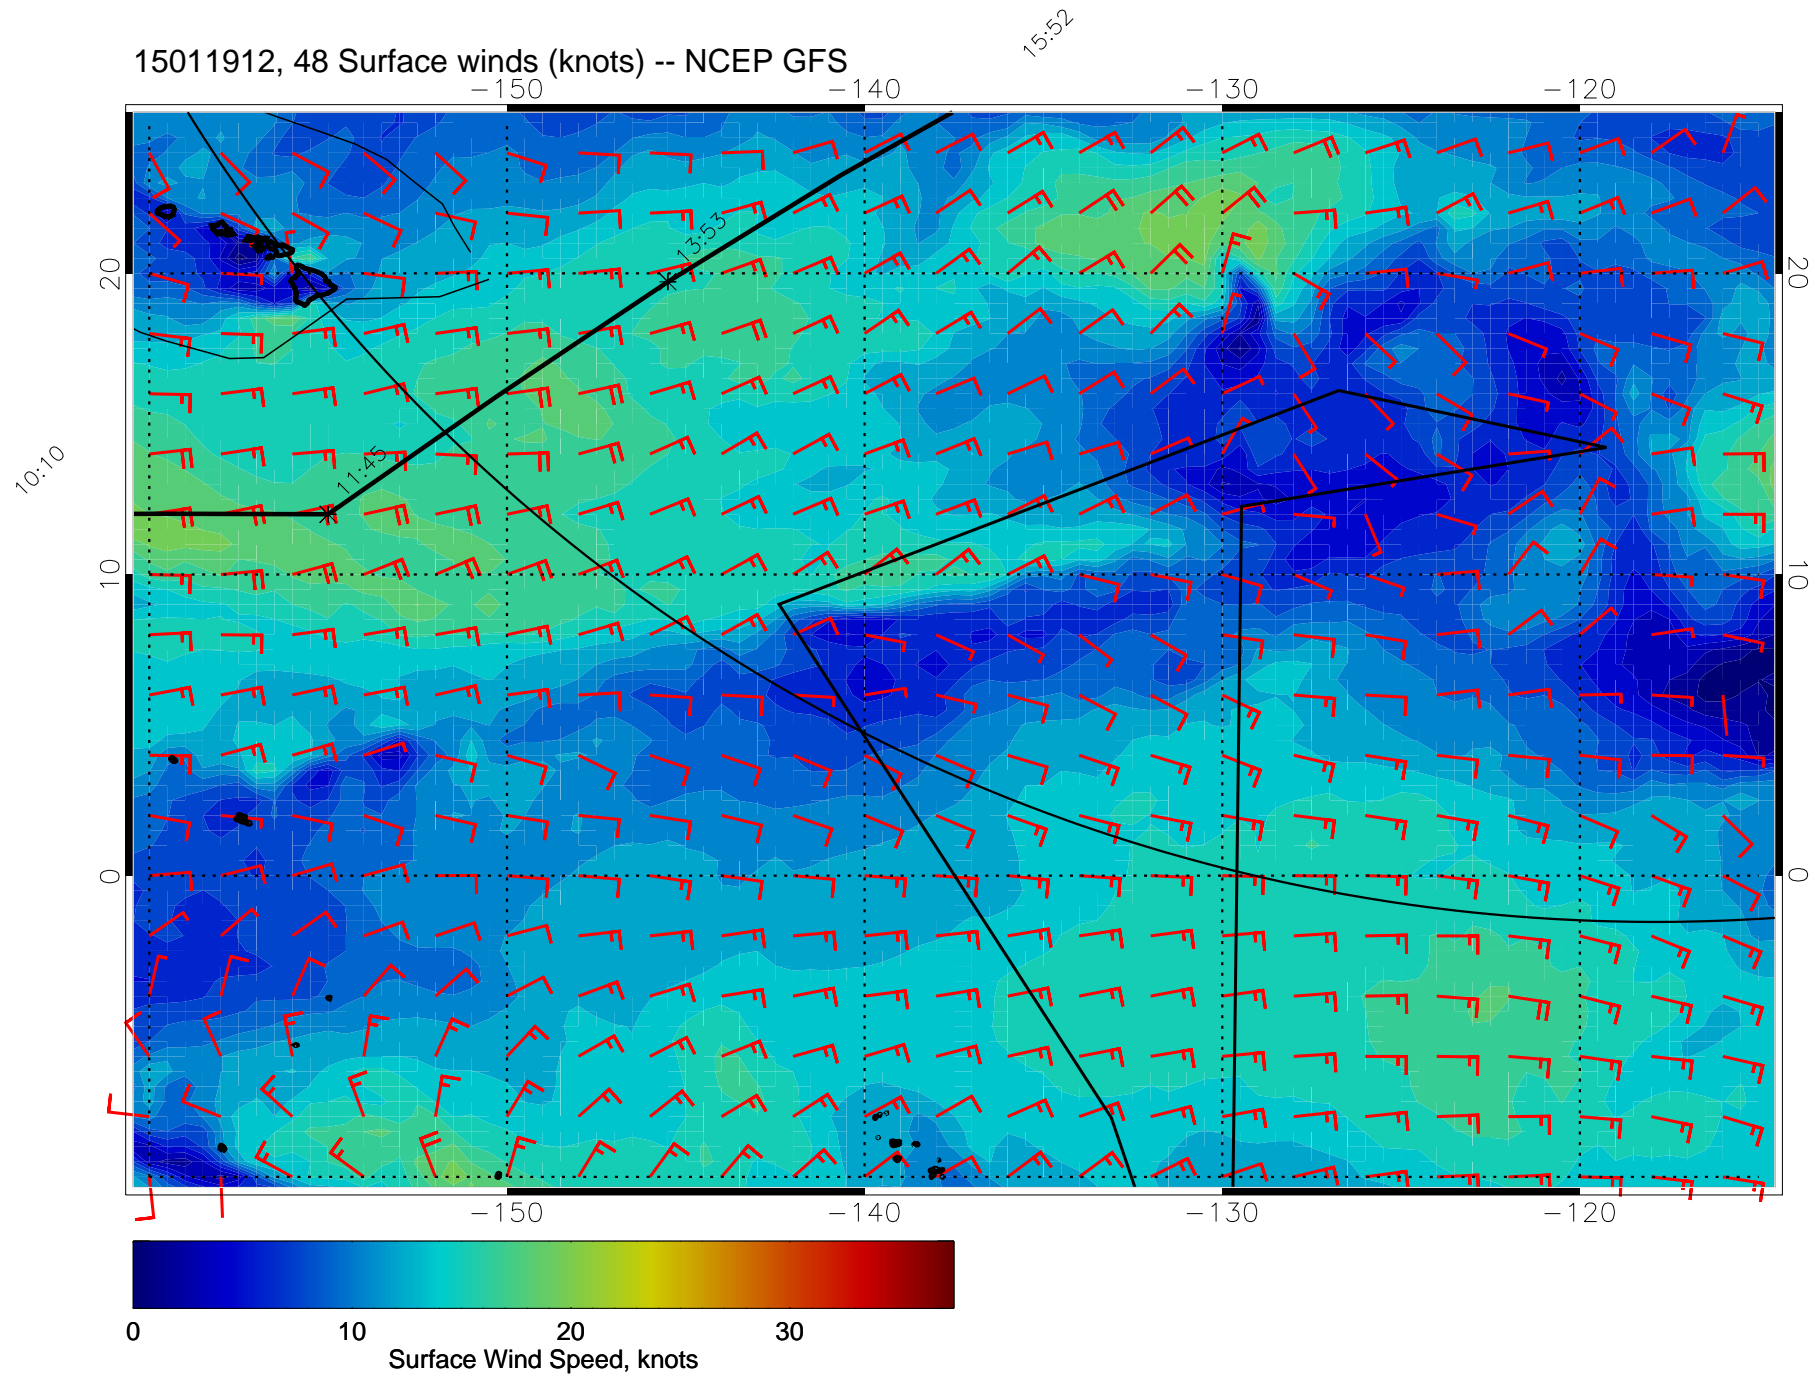 15:52
15011912, 48 Surface winds (knots) -- NCEP GFS
-150 -140 -130 -120
13:53
20 20
11:45
10:10
10 10
0 0
-150 -140 -130 -120
0 10 20 30
Surface Wind Speed, knots